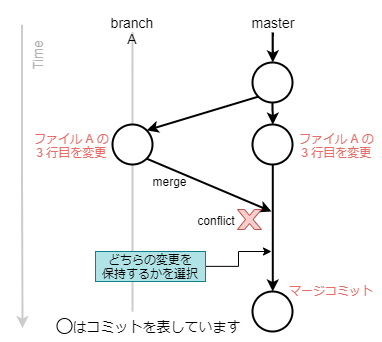 branch
A
master
Time
ファイル A の
3 行目を変更
ファイル A の
3 行目を変更
merge
conflict
どちらの変更を
保持するかを選択
マージコミット
◯はコミットを表しています